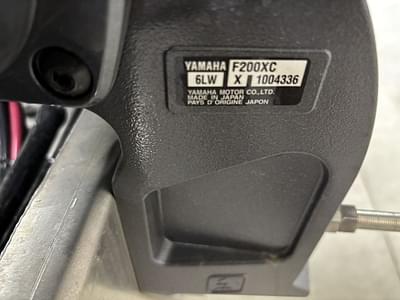 YAMAHA F200XC
6LW X 1004336
YAMAHA MOTOR CO.,LTD.
MADE IN JAPAN
PAYS D'ORIGINE JAPON